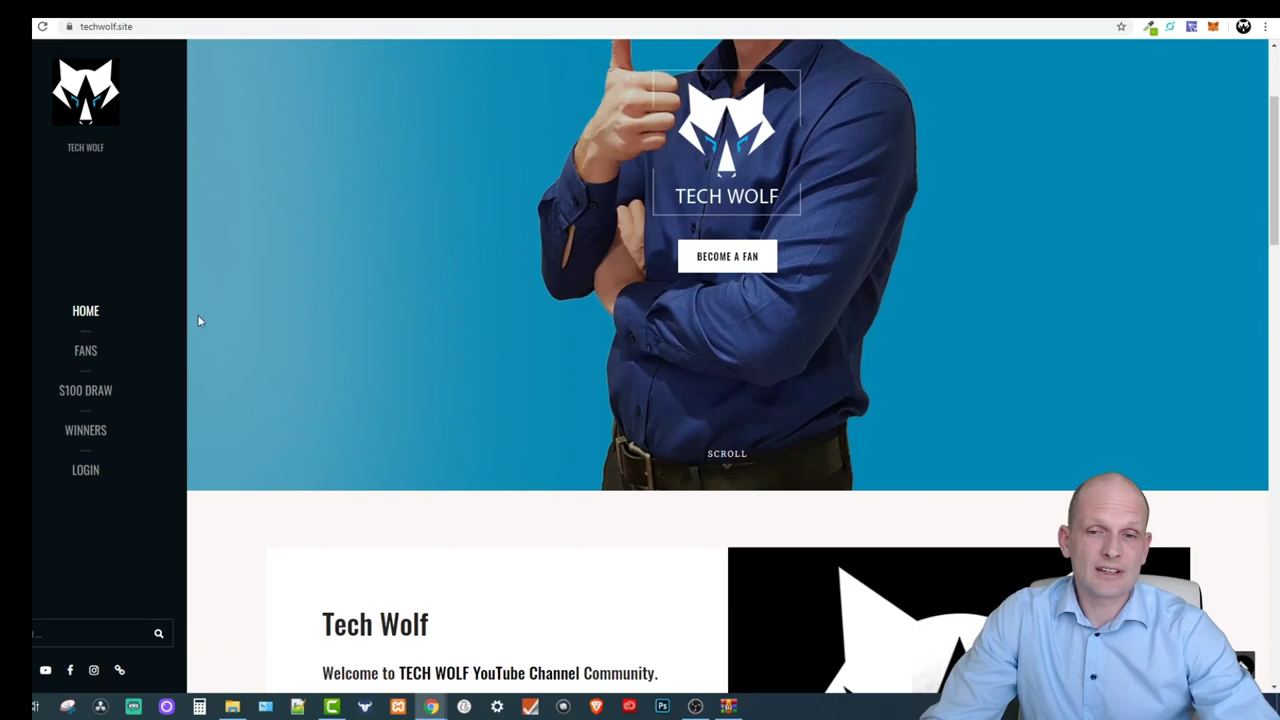 techwolf.site
TECH WOLF
HOME
FANS
$100 DRAW
WINNERS
LOGIN
TECH WOLF
BECOME A FAN
SCROLL
Tech Wolf
Welcome to TECH WOLF YouTube Channel Community.
Ps